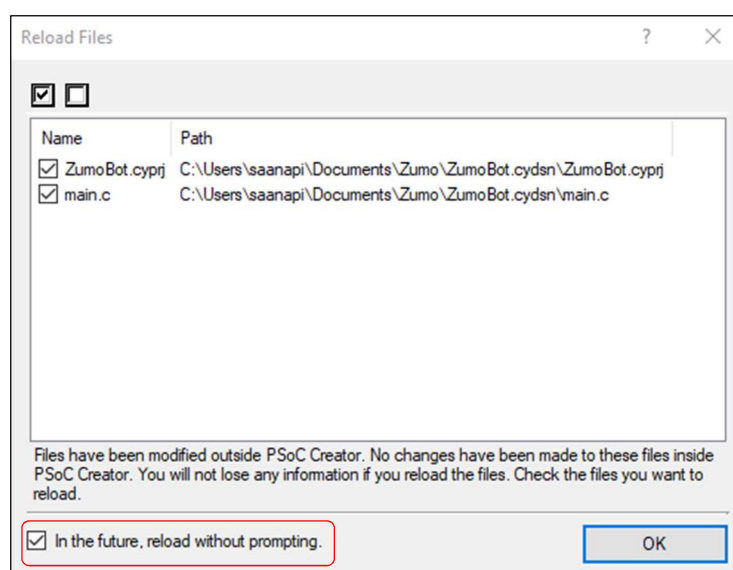 Reload Files
Name Path
ZumoBot.cyprj C:\Users\saanapi\Documents\Zumo\ZumoBot.cydsn\ZumoBot.cyprj
main.c C:\Users\saanapi\Documents\Zumo\ZumoBot.cydsn\main.c
Files have been modified outside PSoC Creator. No changes have been made to these files inside
PSoC Creator. You will not lose any information if you reload the files. Check the files you want to
reload.
In the future, reload without prompting.
OK